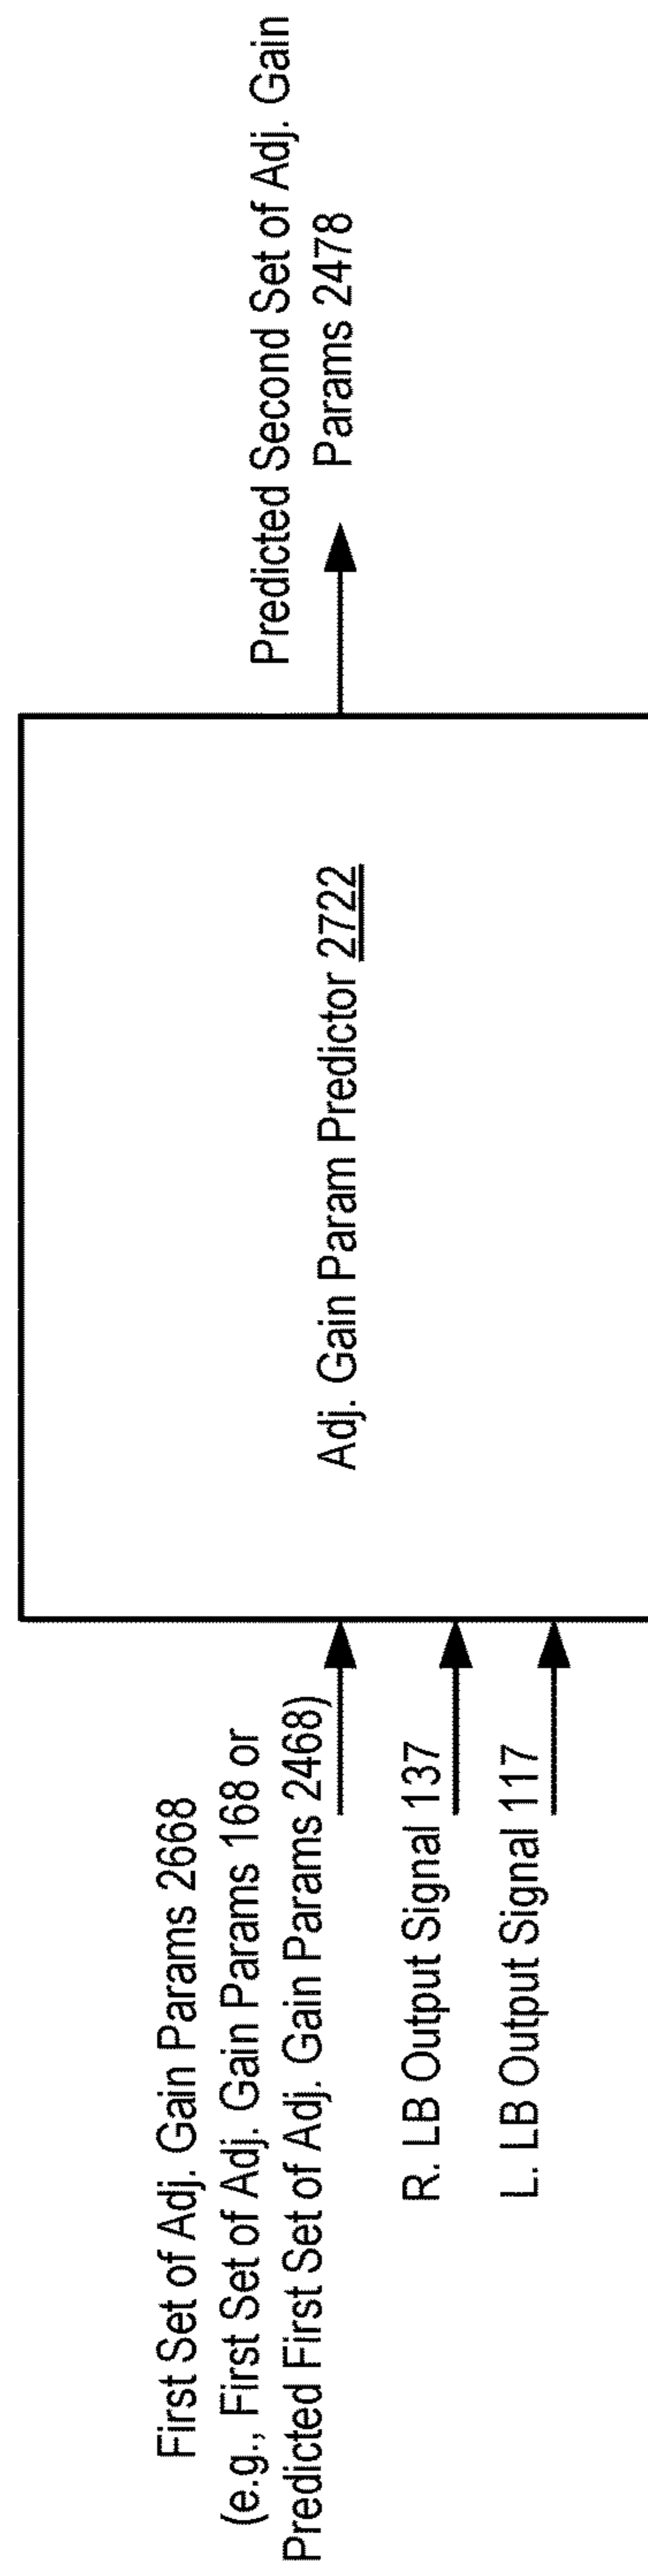 First Set of Adj. Gain Params 2668
(e.g., First Set of Adj. Gain Params 168 or
Predicted First Set of Adj. Gain Params 2468)
R. LB Output Signal 137
L. LB Output Signal 117
Adj. Gain Param Predictor 2722
Predicted Second Set of Adj. Gain
Params 2478